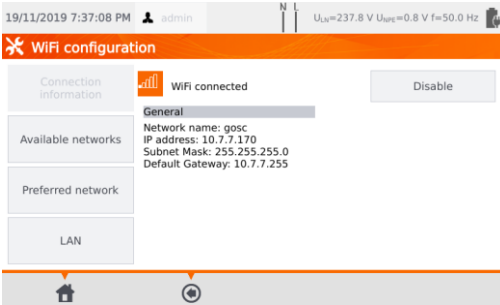 19/11/2019 7:37:08 PM admin N L ULN=237.8 V UNPE=0.8 V f=50.0 Hz
WiFi configuration
Connection
information
WiFi connected
Disable
General
Network name: gosc
IP address: 10.7.7.170
Subnet Mask: 255.255.255.0
Default Gateway: 10.7.7.255
Available networks
Preferred network
LAN